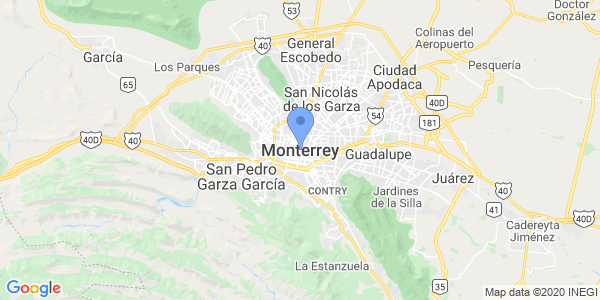 53
Doctor
González
Colinas del
Aeropuerto
General
Escobedo
40
García
Los Parques
Pesquería
Ciudad
Apodaca
65
San Nicolás
de los Garza
40D
54
181
40
40D
Monterrey
Guadalupe
San Pedro
Garza García
Juárez
CONTRY
Jardines
de la Silla
41
Cadereyta
Jiménez
La Estanzuela
35
Google
Map data ©2020 INEGI